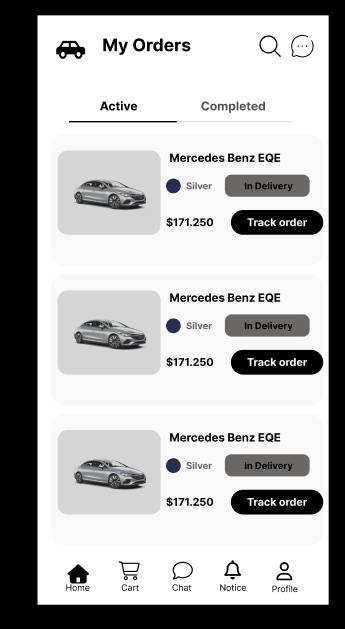 My Orders
Active Completed
Mercedes Benz EQE
Silver In Delivery
$171.250 Track order
Mercedes Benz EQE
Silver In Delivery
$171.250 Track order
Mercedes Benz EQE
Silver In Delivery
$171.250 Track order
Home Cart Chat Notice Profile